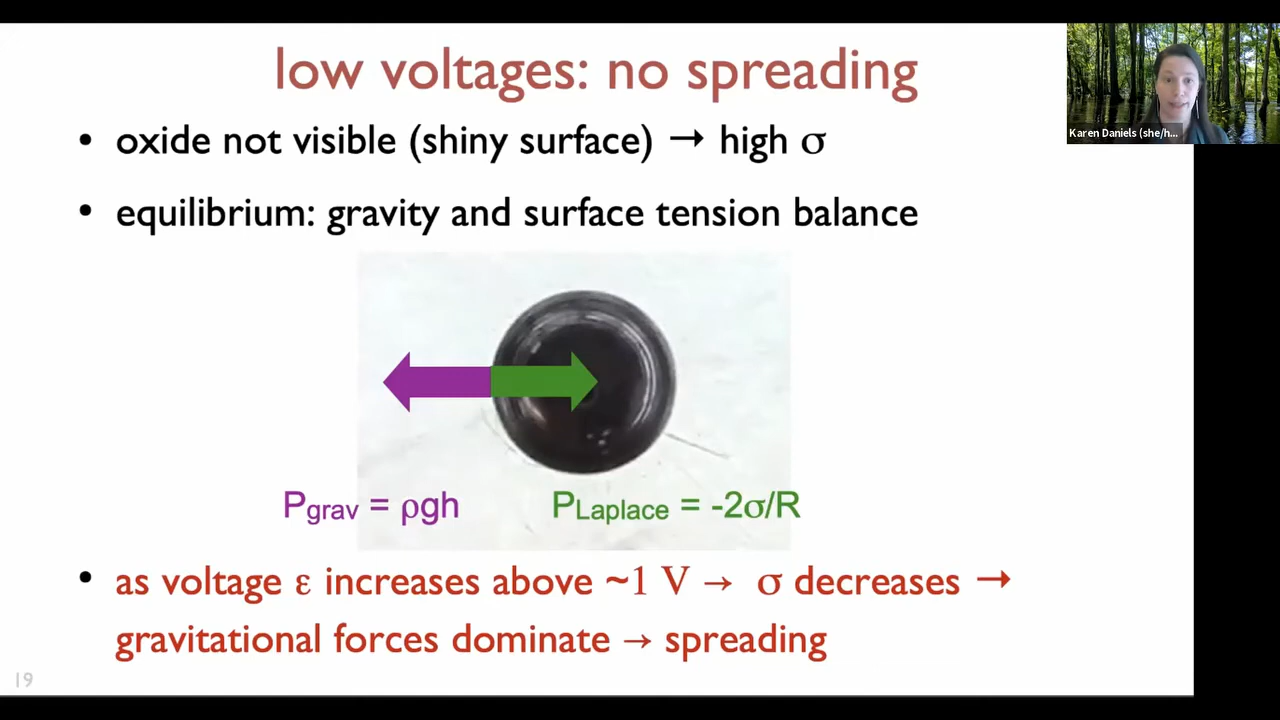 low voltages: no spreading
Karen Daniels (she/h...
• oxide not visible (shiny surface) → high σ
• equilibrium: gravity and surface tension balance
Pgrav = ρgh
PLaplace = -2σ/R
• as voltage ε increases above ~1 V → σ decreases →
gravitational forces dominate → spreading
19